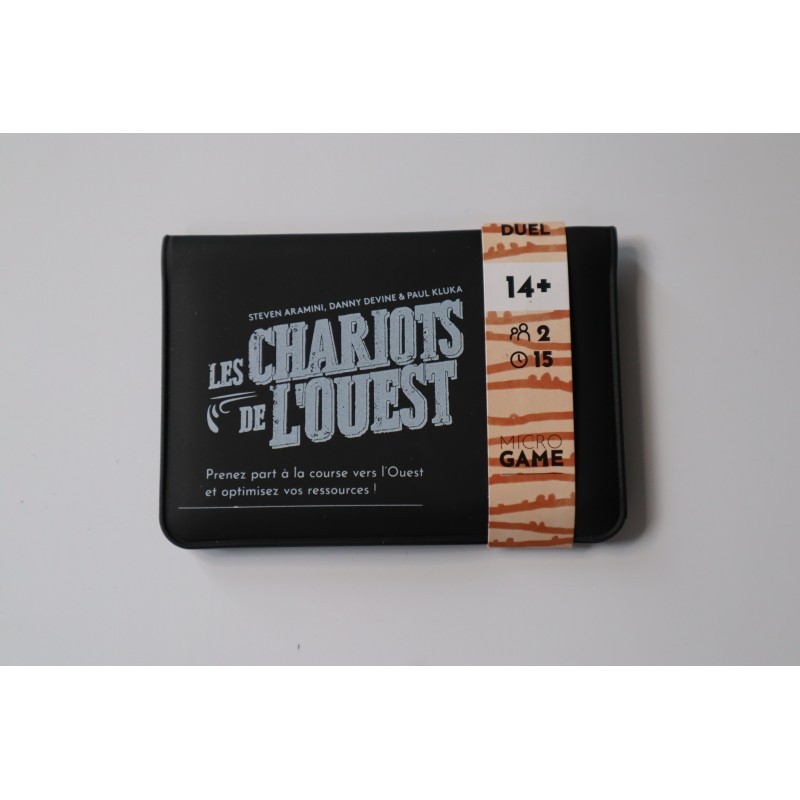 STEVEN ARAMINI, DANNY DEVINE & PAUL KLUKA
LES CHARIOTS
DE L'OUEST
Prenez part à la course vers l'Ouest
et optimisez vos ressources !
DUEL
14+
2
15
MICRO
GAME